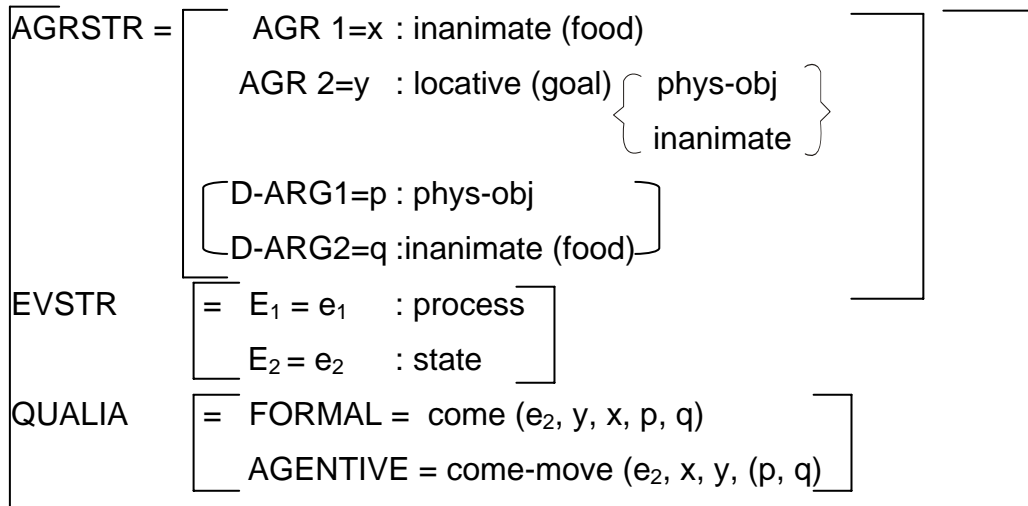 AGRSTR = AGR 1=x : inanimate (food)
AGR 2=y : locative (goal) { phys-obj
inanimate }
D-ARG1=p : phys-obj
D-ARG2=q :inanimate (food)
EVSTR = E₁ = e₁ : process
E₂ = e₂ : state
QUALIA = FORMAL = come (e₂, y, x, p, q)
AGENTIVE = come-move (e₂, x, y, (p, q)